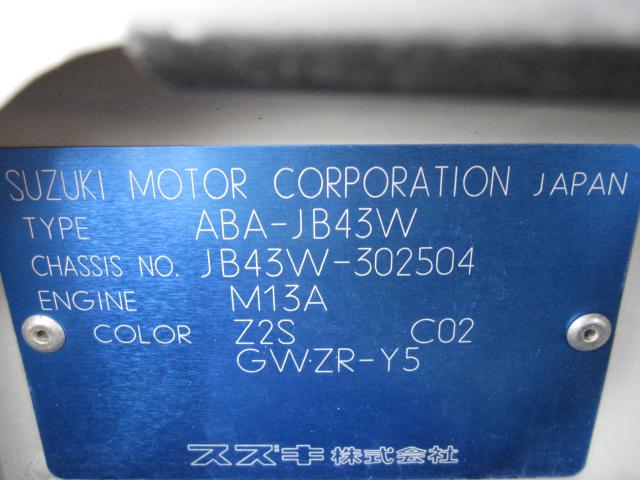 SUZUKI MOTOR CORPORATION JAPAN
TYPE ABA-JB43W
CHASSIS NO. JB43W-302504
ENGINE M13A
COLOR Z2S C02
GW·ZR-Y5
スズキ株式会社